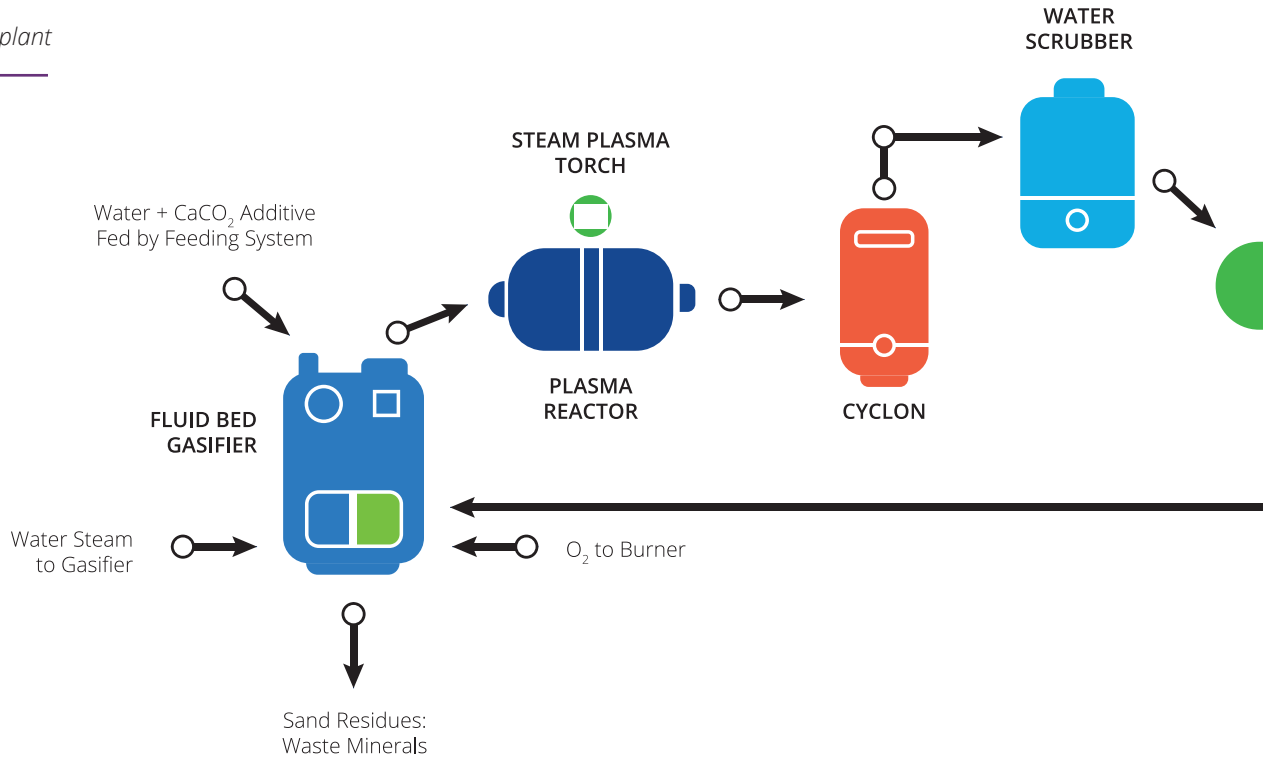 plant
WATER
SCRUBBER
STEAM PLASMA
TORCH
Water + CaCO₂ Additive
Fed by Feeding System
PLASMA
REACTOR
CYCLON
FLUID BED
GASIFIER
Water Steam
to Gasifier
O₂ to Burner
Sand Residues:
Waste Minerals